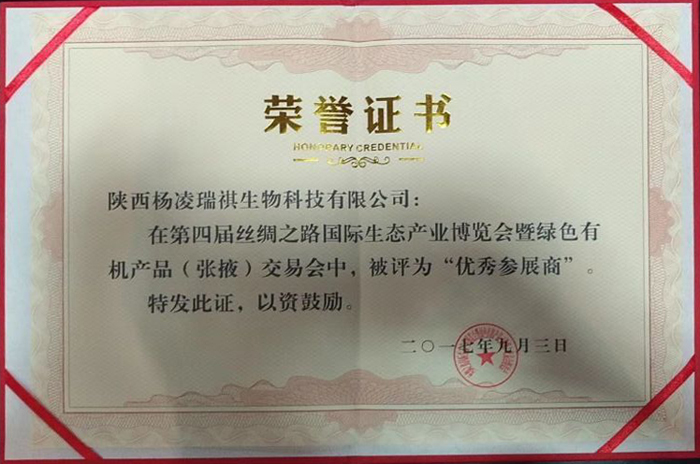 荣誉证书
HONORARY CREDENTIAL
陕西杨凌瑞祺生物科技有限公司：
在第四届丝绸之路国际生态产业博览会暨绿色有
机产品（张掖）交易会中，被评为“优秀参展商”。
特发此证，以资鼓励。
二〇一七年九月三日